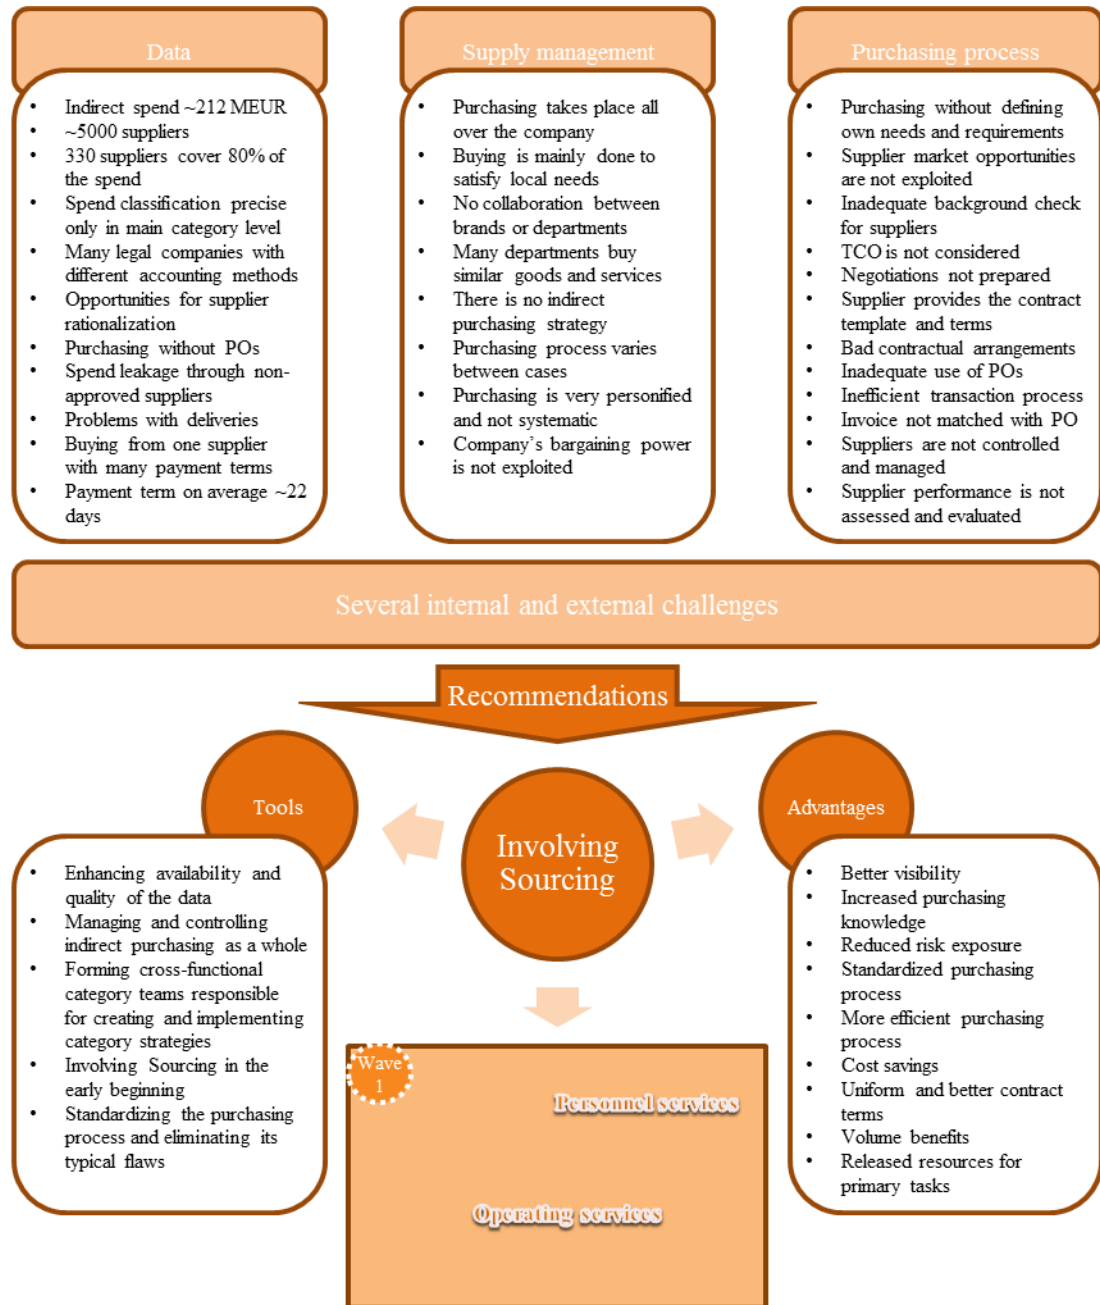 Data
• Indirect spend ~212 MEUR
• ~5000 suppliers
• 330 suppliers cover 80% of
the spend
• Spend classification precise
only in main category level
• Many legal companies with
different accounting methods
• Opportunities for supplier
rationalization
• Purchasing without POs
• Spend leakage through non-
approved suppliers
• Problems with deliveries
• Buying from one supplier
with many payment terms
• Payment term on average ~22
days
Supply management
• Purchasing takes place all
over the company
• Buying is mainly done to
satisfy local needs
• No collaboration between
brands or departments
• Many departments buy
similar goods and services
• There is no indirect
purchasing strategy
• Purchasing process varies
between cases
• Purchasing is very personified
and not systematic
• Company's bargaining power
is not exploited
Purchasing process
• Purchasing without defining
own needs and requirements
• Supplier market opportunities
are not exploited
• Inadequate background check
for suppliers
• TCO is not considered
• Negotiations not prepared
• Supplier provides the contract
template and terms
• Bad contractual arrangements
• Inadequate use of POs
• Inefficient transaction process
• Invoice not matched with PO
• Suppliers are not controlled
and managed
• Supplier performance is not
assessed and evaluated
Several internal and external challenges
Recommendations
Tools
• Enhancing availability and
quality of the data
• Managing and controlling
indirect purchasing as a whole
• Forming cross-functional
category teams responsible
for creating and implementing
category strategies
• Involving Sourcing in the
early beginning
• Standardizing the purchasing
process and eliminating its
typical flaws
Involving
Sourcing
Advantages
• Better visibility
• Increased purchasing
knowledge
• Reduced risk exposure
• Standardized purchasing
process
• More efficient purchasing
process
• Cost savings
• Uniform and better contract
terms
• Volume benefits
• Released resources for
primary tasks
Wave
1
Personnel services
Operating services